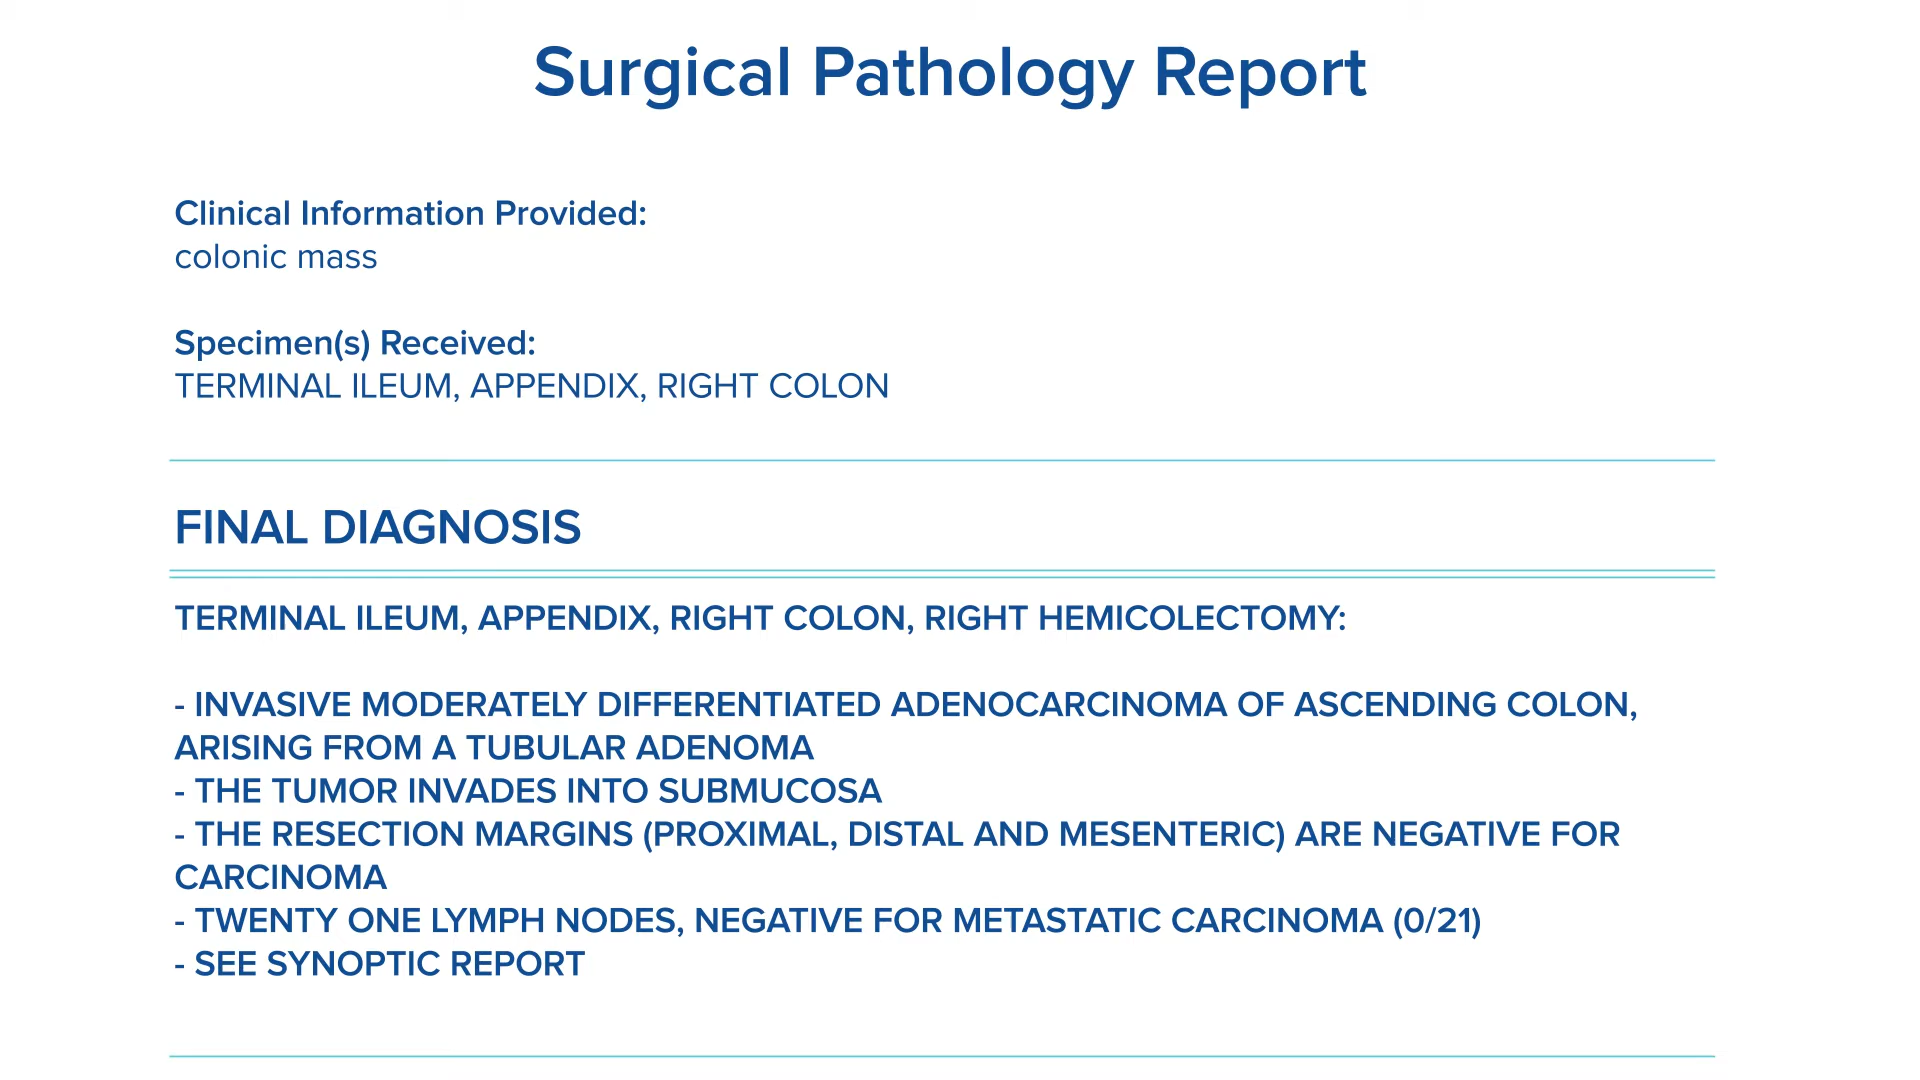 Surgical Pathology Report
Clinical Information Provided:
colonic mass
Specimen(s) Received:
TERMINAL ILEUM, APPENDIX, RIGHT COLON
FINAL DIAGNOSIS
TERMINAL ILEUM, APPENDIX, RIGHT COLON, RIGHT HEMICOLECTOMY:
- INVASIVE MODERATELY DIFFERENTIATED ADENOCARCINOMA OF ASCENDING COLON,
ARISING FROM A TUBULAR ADENOMA
- THE TUMOR INVADES INTO SUBMUCOSA
- THE RESECTION MARGINS (PROXIMAL, DISTAL AND MESENTERIC) ARE NEGATIVE FOR
CARCINOMA
- TWENTY ONE LYMPH NODES, NEGATIVE FOR METASTATIC CARCINOMA (0/21)
- SEE SYNOPTIC REPORT